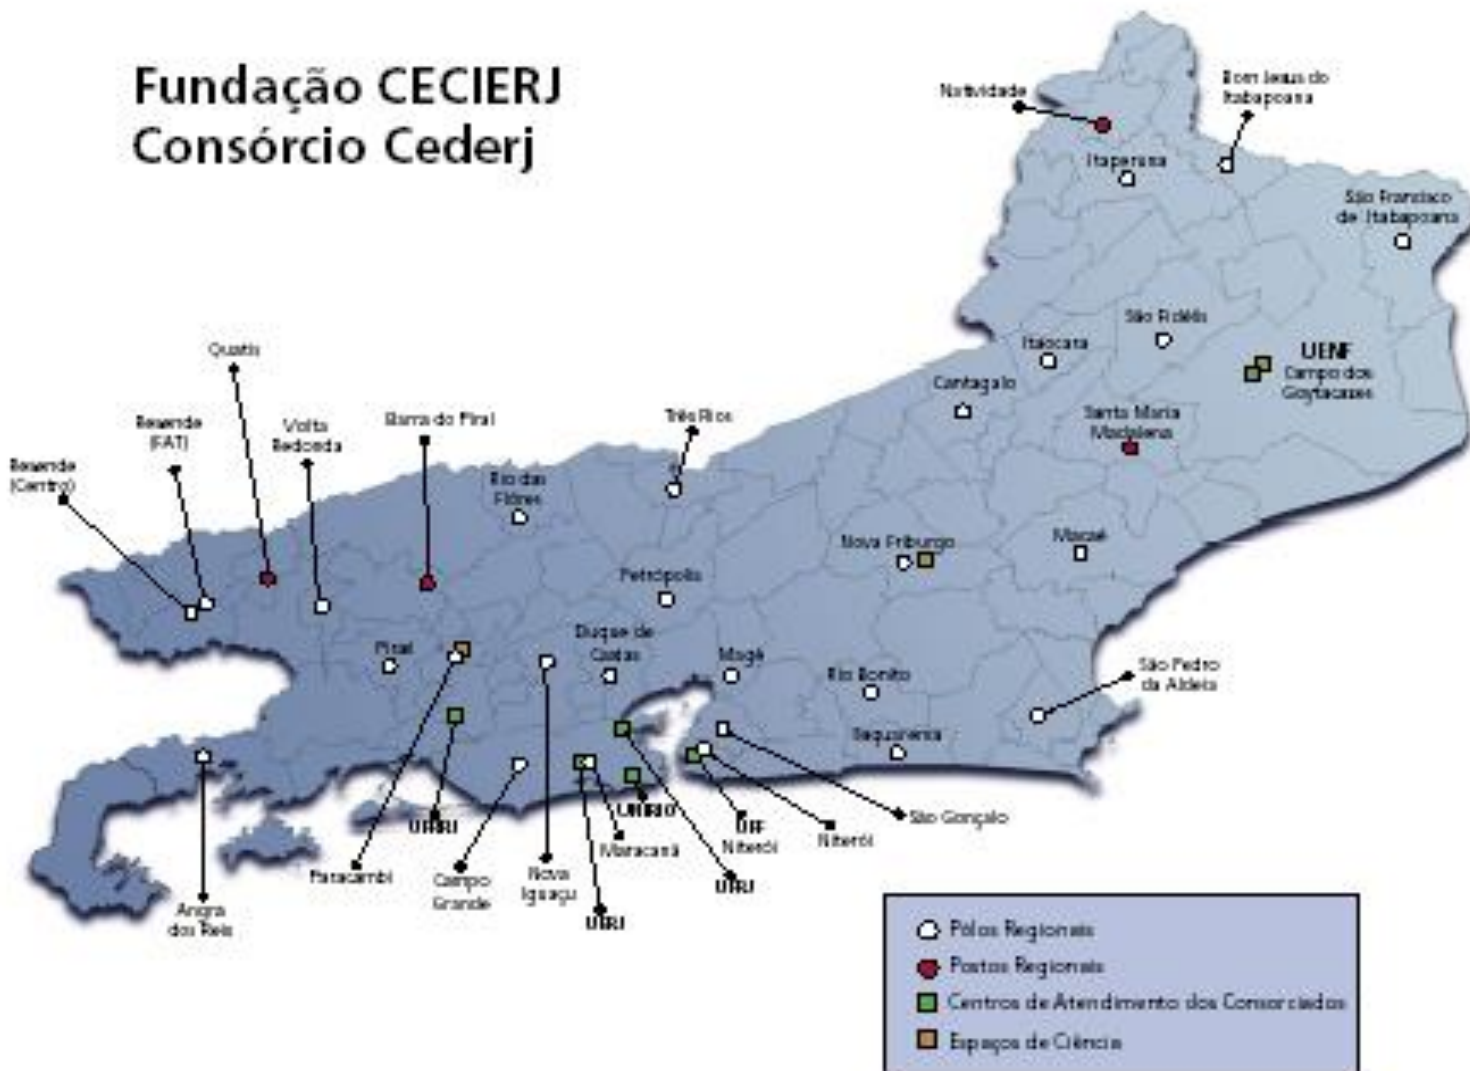 Fundação CECIERJ
Consórcio Cederj
Natividade
Bom Jesus do
Itabapoana
Itaperuna
São Francisco
de Itabapoana
São Fidélis
Itaocara
UENF
Campo dos
Goytacazes
Cantagalo
Santa Maria
Madalena
Quatis
Resende
(FAT)
Volta
Redonda
Barra do Piraí
Três Rios
Resende
(Centro)
Rio das
Flôres
Nova Friburgo
Macaé
Petrópolis
Piraí
Duque de
Caxias
Magé
Rio Bonito
São Pedro
da Aldeia
Saquarema
UFRRJ
UNIRIO
UFF
Niterói
Niterói
São Gonçalo
Maracanã
Paracambi
Campo
Grande
Nova
Iguaçu
UFRJ
UERJ
Angra
dos Reis
Pólos Regionais
Postos Regionais
Centros de Atendimento dos Consorciados
Espaços de Ciência